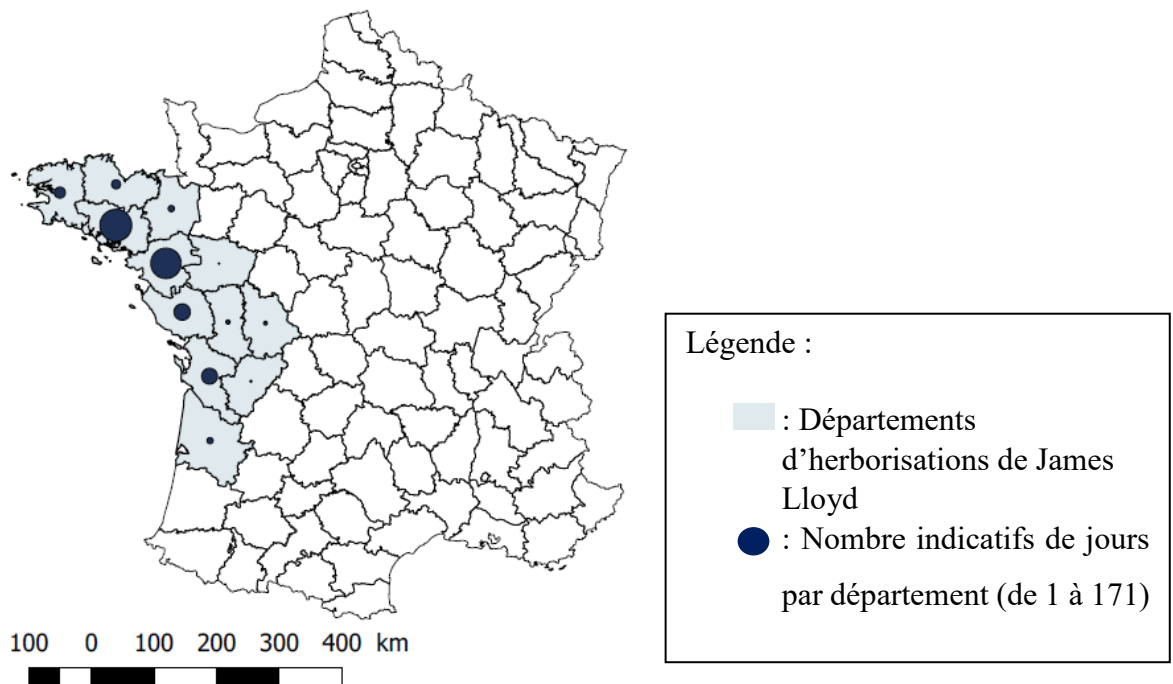 Légende :
: Départements
d’herborisations de James
Lloyd
: Nombre indicatifs de jours
par département (de 1 à 171)
100 0 100 200 300 400 km